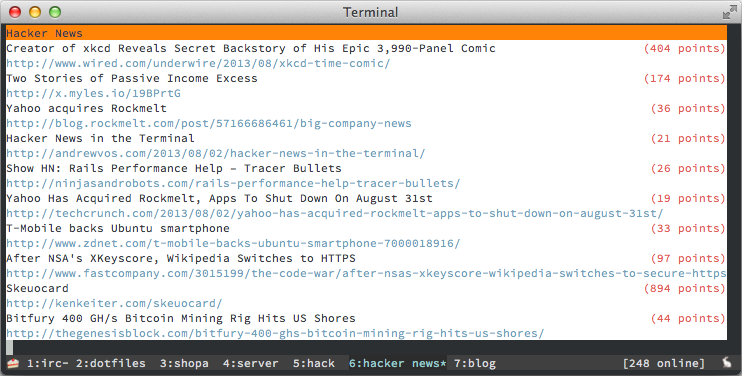 Terminal
Hacker News
Creator of xkcd Reveals Secret Backstory of His Epic 3,990-Panel Comic (404 points)
http://www.wired.com/underwire/2013/08/xkcd-time-comic/
Two Stories of Passive Income Excess (174 points)
http://x.myles.io/19BPrtG
Yahoo acquires Rockmelt (36 points)
http://blog.rockmelt.com/post/57166686461/big-company-news
Hacker News in the Terminal (21 points)
http://andrewvos.com/2013/08/02/hacker-news-in-the-terminal/
Show HN: Rails Performance Help – Tracer Bullets (26 points)
http://ninjasandrobots.com/rails-performance-help-tracer-bullets/
Yahoo Has Acquired Rockmelt, Apps To Shut Down On August 31st (19 points)
http://techcrunch.com/2013/08/02/yahoo-has-acquired-rockmelt-apps-to-shut-down-on-august-31st/
T-Mobile backs Ubuntu smartphone (33 points)
http://www.zdnet.com/t-mobile-backs-ubuntu-smartphone-7000018916/
After NSA's XKeyscore, Wikipedia Switches to HTTPS (97 points)
http://www.fastcompany.com/3015199/the-code-war/after-nsas-xkeyscore-wikipedia-switches-to-secure-https
Skeuocard (894 points)
http://kenkeiter.com/skeuocard/
Bitfury 400 GH/s Bitcoin Mining Rig Hits US Shores (44 points)
http://thegenesisblock.com/bitfury-400-ghs-bitcoin-mining-rig-hits-us-shores/
1:irc- 2:dotfiles 3:shopa 4:server 5:hack 6:hacker news★ 7:blog [248 online]